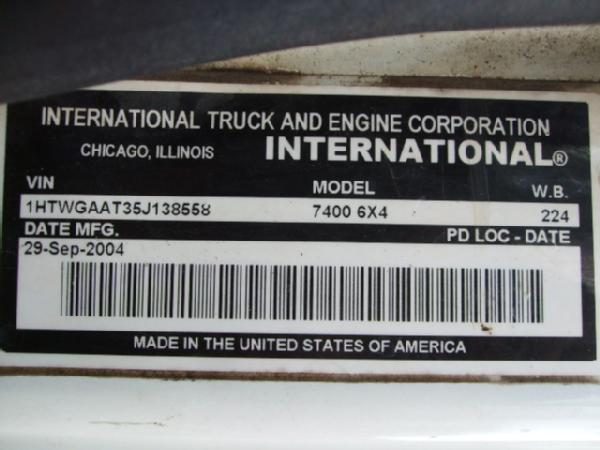 INTERNATIONAL TRUCK AND ENGINE CORPORATION
CHICAGO, ILLINOIS INTERNATIONAL®
VIN MODEL W.B.
1HTWGAAT35J138558 7400 6X4 224
DATE MFG. PD LOC - DATE
29-Sep-2004
MADE IN THE UNITED STATES OF AMERICA